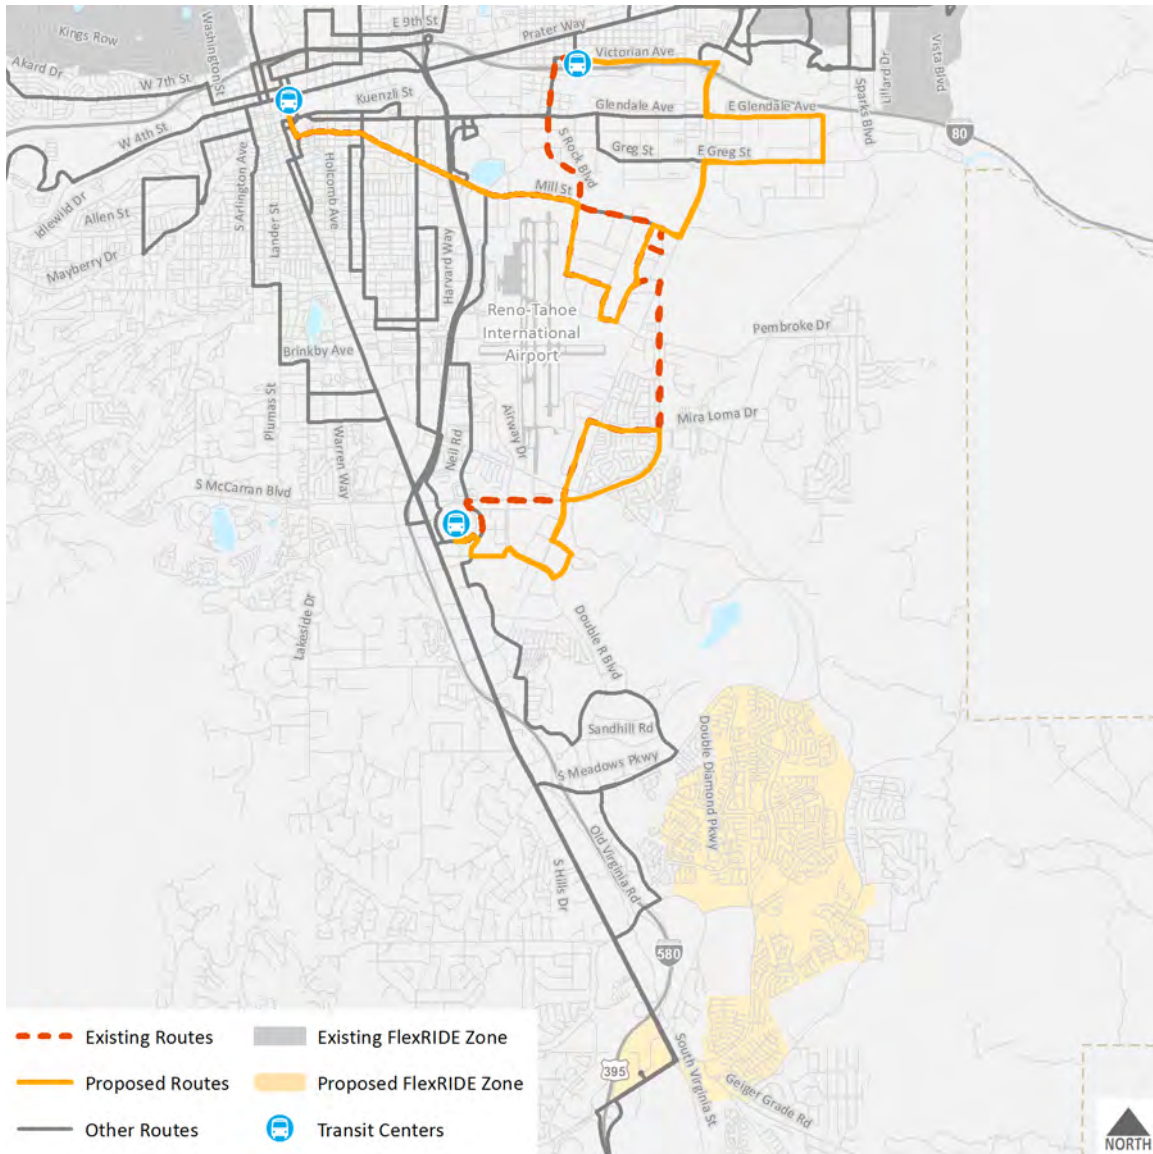 E 9th St
Prater Way
Kings Row
Washington St
Victorian Ave
Akard Dr
W 7th St
Kuenzli St
Glendale Ave
E Glendale Ave
Sparks Blvd
Lillard Dr
Vista Blvd
80
W 4th St
S Rock Blvd
Greg St
E Greg St
Holcomb Ave
S Arlington Ave
Mill St
Idlewild Dr
Allen St
Lander St
Harvard Way
Mayberry Dr
Reno-Tahoe
International
Airport
Pembroke Dr
Brinkby Ave
Plumas St
Airway Dr
Mira Loma Dr
Warren Way
Neil Rd
S McCarran Blvd
Lakeside Dr
Double R Blvd
Sandhill Rd
Double Diamond Pkwy
S Meadows Pkwy
Old Virginia Rd
S Hills Dr
580
395
South Virginia St
Geiger Grade Rd
Existing Routes
Existing FlexRIDE Zone
Proposed Routes
Proposed FlexRIDE Zone
Other Routes
Transit Centers
NORTH